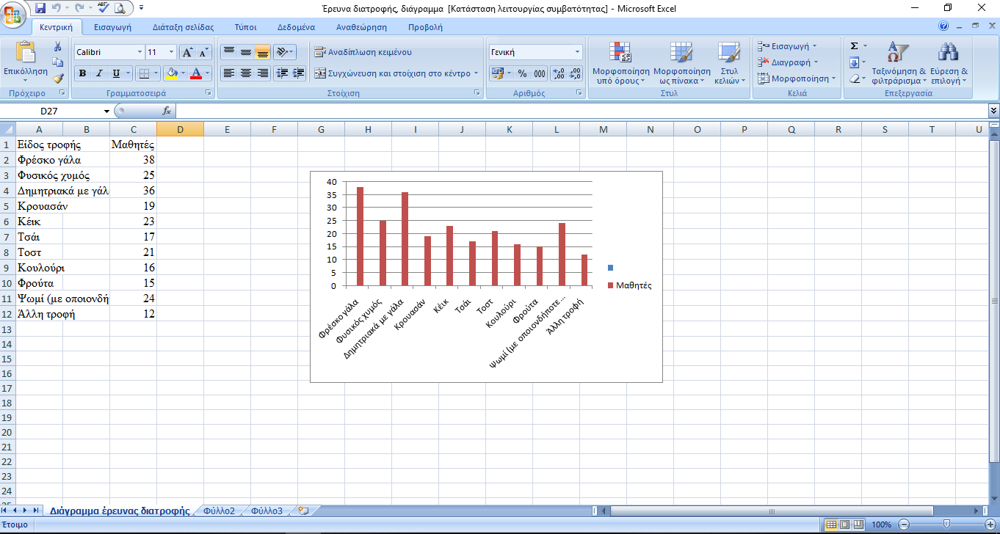 Έρευνα διατροφής, διάγραμμα [Κατάσταση λειτουργίας συμβατότητας] - Microsoft Excel
Κεντρική Εισαγωγή Διάταξη σελίδας Τύποι Δεδομένα Αναθεώρηση Προβολή
Επικόλληση
Πρόχειρο
Calibri 11
B I U
Γραμματοσειρά
Αναδίπλωση κειμένου
Συγχώνευση και στοίχιση στο κέντρο
Στοίχιση
Γενική
% 000
Αριθμός
Μορφοποίηση υπό όρους
Μορφοποίηση ως πίνακα
Στυλ κελιών
Στυλ
Εισαγωγή
Διαγραφή
Μορφοποίηση
Κελιά
Ταξινόμηση & φιλτράρισμα
Εύρεση & επιλογή
Επεξεργασία
D27 fx
A B C D E F G H I J K L M N O P Q R S T U
1 Είδος τροφής Μαθητές
2 Φρέσκο γάλα 38
3 Φυσικός χυμός 25
4 Δημητριακά με γάλ 36
5 Κρουασάν 19
6 Κέικ 23
7 Τσάι 17
8 Τοστ 21
9 Κουλούρι 16
10 Φρούτα 15
11 Ψωμί (με οποιονδή 24
12 Άλλη τροφή 12
13
14
15
16
17
18
19
20
21
22
23
24
40
35
30
25
20
15
10
5
0
Φρέσκο γάλα
Φυσικός χυμός
Δημητριακά με γάλα
Κρουασάν
Κέικ
Τσάι
Τοστ
Κουλούρι
Φρούτα
Ψωμί (με οποιονδήποτε…
Άλλη τροφή
Μαθητές
Διάγραμμα έρευνας διατροφής Φύλλο2 Φύλλο3
Έτοιμο 100%